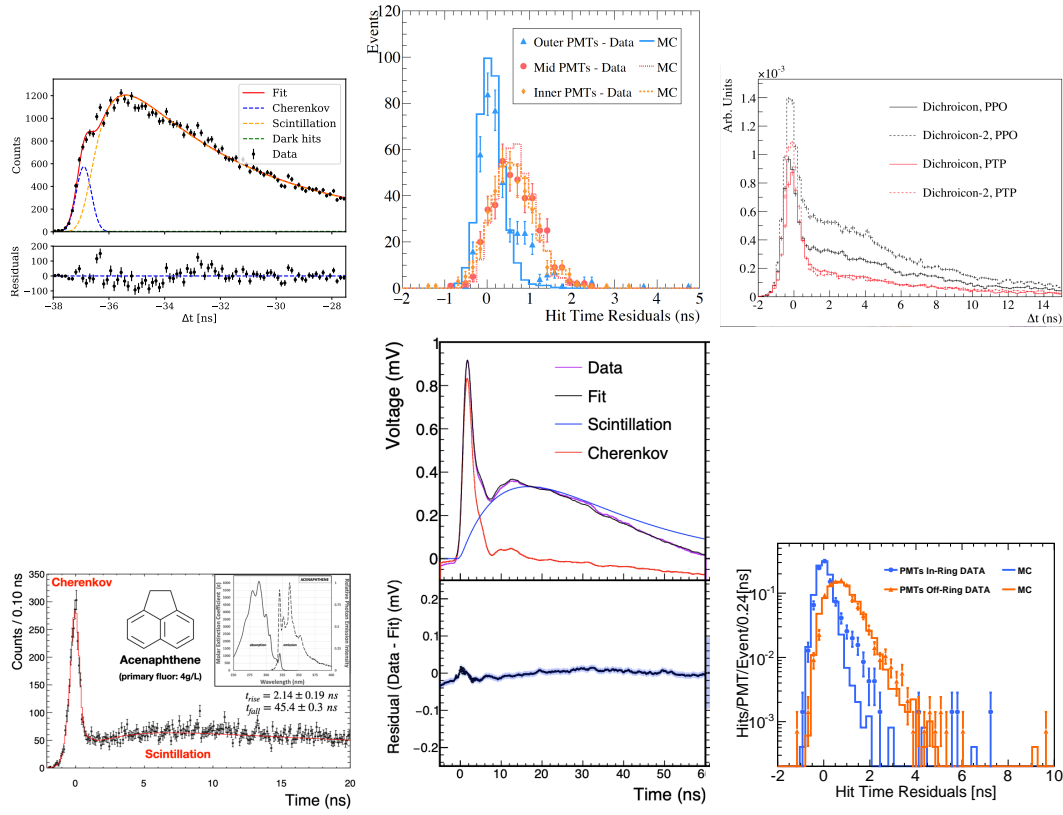 1200
1000
800
600
400
200
0
Counts
Fit
Cherenkov
Scintillation
Dark hits
Data
200
100
0
−100
Residuals
−38
−36
−34
−32
−30
−28
Δt [ns]
Events
120
100
80
60
40
20
0
Outer PMTs - Data
MC
Mid PMTs - Data
MC
Inner PMTs - Data
MC
−2 −1 0 1 2 3 4 5
Hit Time Residuals (ns)
×10⁻³
Arb. Units
1.4
1.2
1
0.8
0.6
0.4
0.2
0
Dichroicon, PPO
Dichroicon-2, PPO
Dichroicon, PTP
Dichroicon-2, PTP
−2 0 2 4 6 8 10 12 14
Δt (ns)
Voltage (mV)
1
0.8
0.6
0.4
0.2
0
Data
Fit
Scintillation
Cherenkov
Residual (Data - Fit) (mV)
0.2
0.1
0
−0.1
−0.2
0 10 20 30 40 50 60
Time (ns)
Counts / 0.10 ns
350
300
250
200
150
100
50
0
Cherenkov
Acenaphthene
(primary fluor: 4g/L)
ACENAPHTHENE
Molar Extinction Coefficient (ε)
Relative Photon Emission Intensity
absorption
emission
Wavelength (nm)
t_rise = 2.14 ± 0.19 ns
t_fall = 45.4 ± 0.3 ns
Scintillation
0 5 10 15 20
Time (ns)
Hits/PMT/Event/0.24[ns]
10⁻¹
10⁻²
10⁻³
PMTs In-Ring DATA
MC
PMTs Off-Ring DATA
MC
−2 0 2 4 6 8 10
Hit Time Residuals [ns]